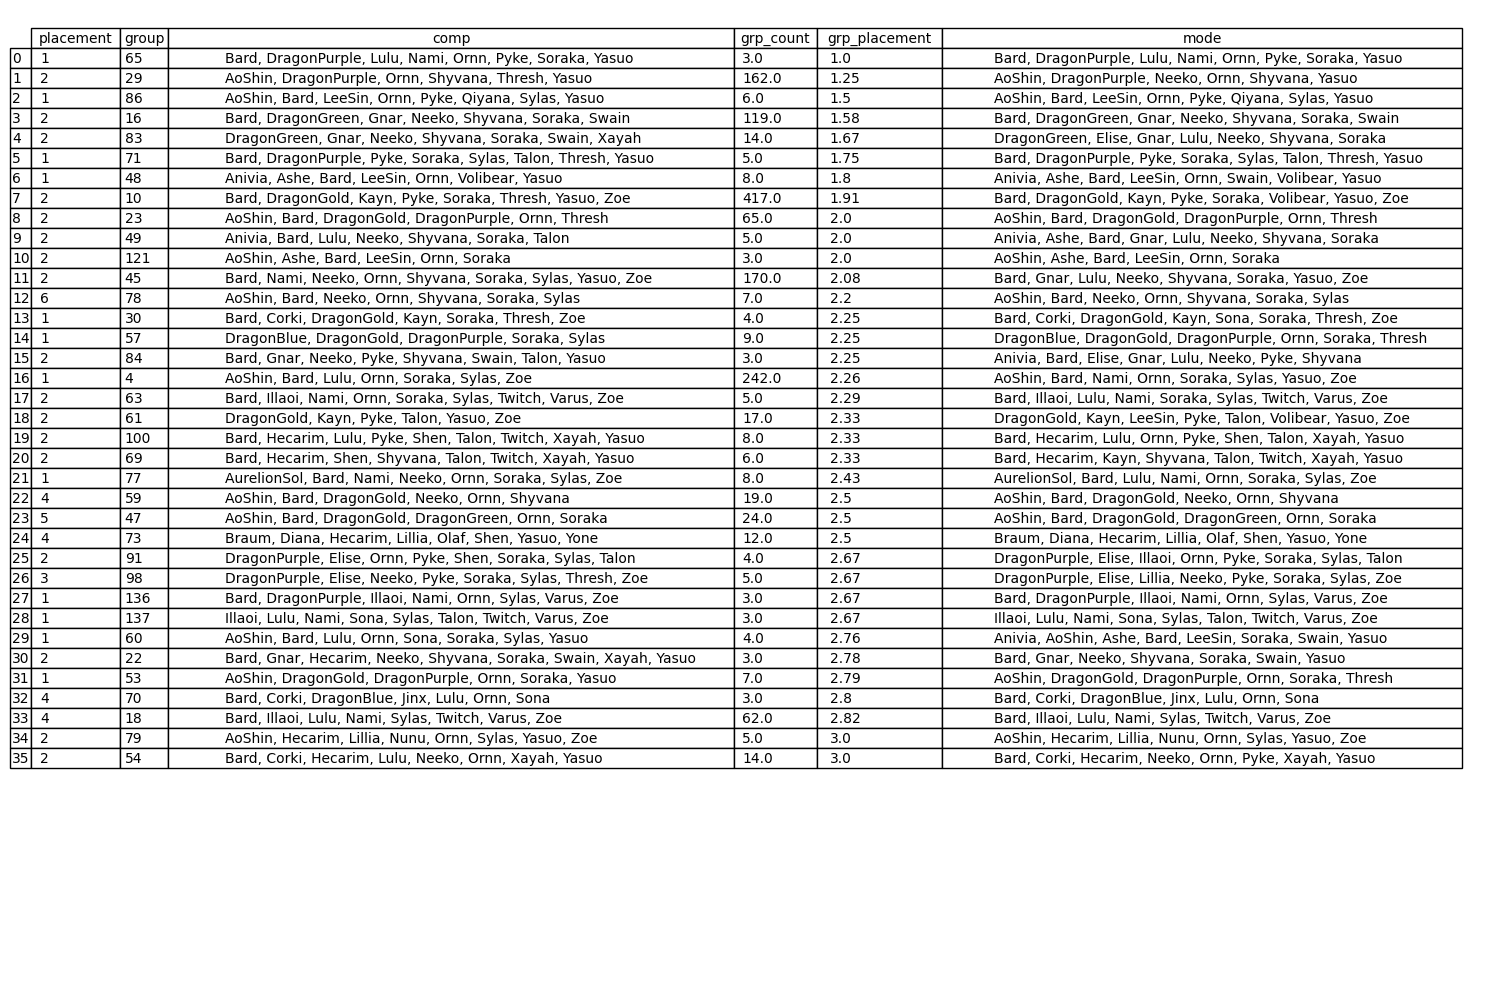 placement group comp grp_count grp_placement mode
0 1 65 Bard, DragonPurple, Lulu, Nami, Ornn, Pyke, Soraka, Yasuo 3.0 1.0 Bard, DragonPurple, Lulu, Nami, Ornn, Pyke, Soraka, Yasuo
1 2 29 AoShin, DragonPurple, Ornn, Shyvana, Thresh, Yasuo 162.0 1.25 AoShin, DragonPurple, Neeko, Ornn, Shyvana, Yasuo
2 1 86 AoShin, Bard, LeeSin, Ornn, Pyke, Qiyana, Sylas, Yasuo 6.0 1.5 AoShin, Bard, LeeSin, Ornn, Pyke, Qiyana, Sylas, Yasuo
3 2 16 Bard, DragonGreen, Gnar, Neeko, Shyvana, Soraka, Swain 119.0 1.58 Bard, DragonGreen, Gnar, Neeko, Shyvana, Soraka, Swain
4 2 83 DragonGreen, Gnar, Neeko, Shyvana, Soraka, Swain, Xayah 14.0 1.67 DragonGreen, Elise, Gnar, Lulu, Neeko, Shyvana, Soraka
5 1 71 Bard, DragonPurple, Pyke, Soraka, Sylas, Talon, Thresh, Yasuo 5.0 1.75 Bard, DragonPurple, Pyke, Soraka, Sylas, Talon, Thresh, Yasuo
6 1 48 Anivia, Ashe, Bard, LeeSin, Ornn, Volibear, Yasuo 8.0 1.8 Anivia, Ashe, Bard, LeeSin, Ornn, Swain, Volibear, Yasuo
7 2 10 Bard, DragonGold, Kayn, Pyke, Soraka, Thresh, Yasuo, Zoe 417.0 1.91 Bard, DragonGold, Kayn, Pyke, Soraka, Volibear, Yasuo, Zoe
8 2 23 AoShin, Bard, DragonGold, DragonPurple, Ornn, Thresh 65.0 2.0 AoShin, Bard, DragonGold, DragonPurple, Ornn, Thresh
9 2 49 Anivia, Bard, Lulu, Neeko, Shyvana, Soraka, Talon 5.0 2.0 Anivia, Ashe, Bard, Gnar, Lulu, Neeko, Shyvana, Soraka
10 2 121 AoShin, Ashe, Bard, LeeSin, Ornn, Soraka 3.0 2.0 AoShin, Ashe, Bard, LeeSin, Ornn, Soraka
11 2 45 Bard, Nami, Neeko, Ornn, Shyvana, Soraka, Sylas, Yasuo, Zoe 170.0 2.08 Bard, Gnar, Lulu, Neeko, Shyvana, Soraka, Yasuo, Zoe
12 6 78 AoShin, Bard, Neeko, Ornn, Shyvana, Soraka, Sylas 7.0 2.2 AoShin, Bard, Neeko, Ornn, Shyvana, Soraka, Sylas
13 1 30 Bard, Corki, DragonGold, Kayn, Soraka, Thresh, Zoe 4.0 2.25 Bard, Corki, DragonGold, Kayn, Sona, Soraka, Thresh, Zoe
14 1 57 DragonBlue, DragonGold, DragonPurple, Soraka, Sylas 9.0 2.25 DragonBlue, DragonGold, DragonPurple, Ornn, Soraka, Thresh
15 2 84 Bard, Gnar, Neeko, Pyke, Shyvana, Swain, Talon, Yasuo 3.0 2.25 Anivia, Bard, Elise, Gnar, Lulu, Neeko, Pyke, Shyvana
16 1 4 AoShin, Bard, Lulu, Ornn, Soraka, Sylas, Zoe 242.0 2.26 AoShin, Bard, Nami, Ornn, Soraka, Sylas, Yasuo, Zoe
17 2 63 Bard, Illaoi, Nami, Ornn, Soraka, Sylas, Twitch, Varus, Zoe 5.0 2.29 Bard, Illaoi, Lulu, Nami, Soraka, Sylas, Twitch, Varus, Zoe
18 2 61 DragonGold, Kayn, Pyke, Talon, Yasuo, Zoe 17.0 2.33 DragonGold, Kayn, LeeSin, Pyke, Talon, Volibear, Yasuo, Zoe
19 2 100 Bard, Hecarim, Lulu, Pyke, Shen, Talon, Twitch, Xayah, Yasuo 8.0 2.33 Bard, Hecarim, Lulu, Ornn, Pyke, Shen, Talon, Xayah, Yasuo
20 2 69 Bard, Hecarim, Shen, Shyvana, Talon, Twitch, Xayah, Yasuo 6.0 2.33 Bard, Hecarim, Kayn, Shyvana, Talon, Twitch, Xayah, Yasuo
21 1 77 AurelionSol, Bard, Nami, Neeko, Ornn, Soraka, Sylas, Zoe 8.0 2.43 AurelionSol, Bard, Lulu, Nami, Ornn, Soraka, Sylas, Zoe
22 4 59 AoShin, Bard, DragonGold, Neeko, Ornn, Shyvana 19.0 2.5 AoShin, Bard, DragonGold, Neeko, Ornn, Shyvana
23 5 47 AoShin, Bard, DragonGold, DragonGreen, Ornn, Soraka 24.0 2.5 AoShin, Bard, DragonGold, DragonGreen, Ornn, Soraka
24 4 73 Braum, Diana, Hecarim, Lillia, Olaf, Shen, Yasuo, Yone 12.0 2.5 Braum, Diana, Hecarim, Lillia, Olaf, Shen, Yasuo, Yone
25 2 91 DragonPurple, Elise, Ornn, Pyke, Shen, Soraka, Sylas, Talon 4.0 2.67 DragonPurple, Elise, Illaoi, Ornn, Pyke, Soraka, Sylas, Talon
26 3 98 DragonPurple, Elise, Neeko, Pyke, Soraka, Sylas, Thresh, Zoe 5.0 2.67 DragonPurple, Elise, Lillia, Neeko, Pyke, Soraka, Sylas, Zoe
27 1 136 Bard, DragonPurple, Illaoi, Nami, Ornn, Sylas, Varus, Zoe 3.0 2.67 Bard, DragonPurple, Illaoi, Nami, Ornn, Sylas, Varus, Zoe
28 1 137 Illaoi, Lulu, Nami, Sona, Sylas, Talon, Twitch, Varus, Zoe 3.0 2.67 Illaoi, Lulu, Nami, Sona, Sylas, Talon, Twitch, Varus, Zoe
29 1 60 AoShin, Bard, Lulu, Ornn, Sona, Soraka, Sylas, Yasuo 4.0 2.76 Anivia, AoShin, Ashe, Bard, LeeSin, Soraka, Swain, Yasuo
30 2 22 Bard, Gnar, Hecarim, Neeko, Shyvana, Soraka, Swain, Xayah, Yasuo 3.0 2.78 Bard, Gnar, Neeko, Shyvana, Soraka, Swain, Yasuo
31 1 53 AoShin, DragonGold, DragonPurple, Ornn, Soraka, Yasuo 7.0 2.79 AoShin, DragonGold, DragonPurple, Ornn, Soraka, Thresh
32 4 70 Bard, Corki, DragonBlue, Jinx, Lulu, Ornn, Sona 3.0 2.8 Bard, Corki, DragonBlue, Jinx, Lulu, Ornn, Sona
33 4 18 Bard, Illaoi, Lulu, Nami, Sylas, Twitch, Varus, Zoe 62.0 2.82 Bard, Illaoi, Lulu, Nami, Sylas, Twitch, Varus, Zoe
34 2 79 AoShin, Hecarim, Lillia, Nunu, Ornn, Sylas, Yasuo, Zoe 5.0 3.0 AoShin, Hecarim, Lillia, Nunu, Ornn, Sylas, Yasuo, Zoe
35 2 54 Bard, Corki, Hecarim, Lulu, Neeko, Ornn, Xayah, Yasuo 14.0 3.0 Bard, Corki, Hecarim, Neeko, Ornn, Pyke, Xayah, Yasuo